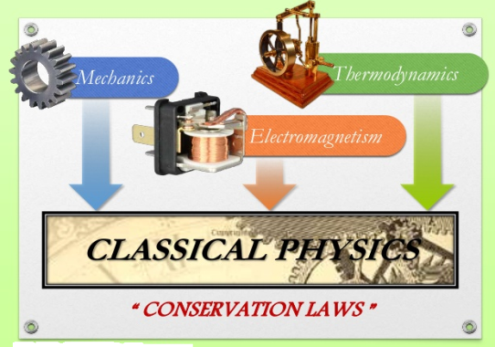 Mechanics
Thermodynamics
Electromagnetism
CLASSICAL PHYSICS
“ CONSERVATION LAWS ”